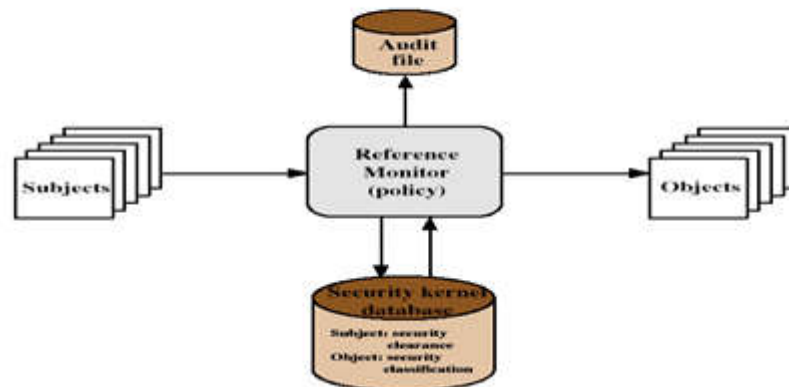 Audit
file
Subjects
Reference
Monitor
(policy)
Objects
Security kernel
database
Subject: security
clearance
Object: security
classification